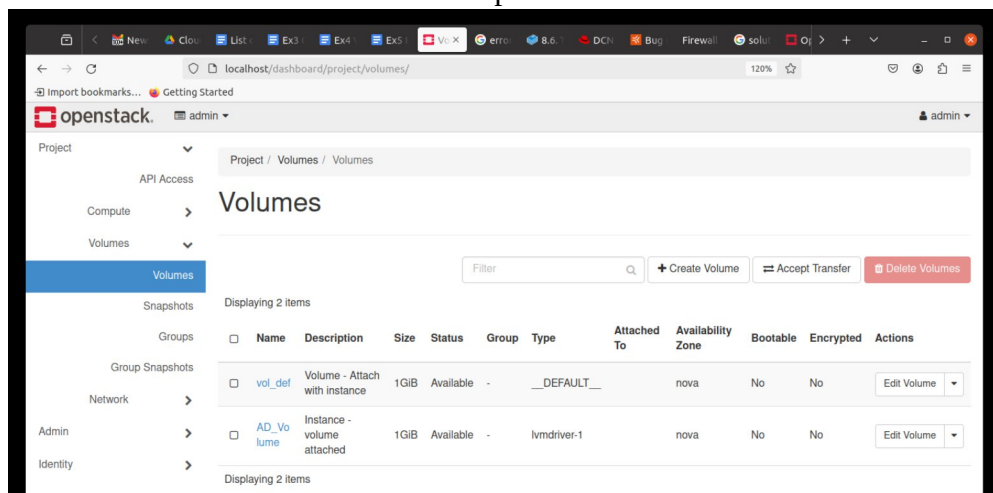 New
Clou
List
Ex3
Ex4
Ex5
Vo
erro
8.6.
DCN
Bug
Firewall
solu
localhost/dashboard/project/volumes/
120%
Import bookmarks...
Getting Started
openstack.
admin
admin
Project
API Access
Compute
Volumes
Volumes
Snapshots
Groups
Group Snapshots
Network
Admin
Identity
Project / Volumes / Volumes
Volumes
Filter
Create Volume
Accept Transfer
Delete Volumes
Displaying 2 items
Name Description Size Status Group Type Attached To Availability Zone Bootable Encrypted Actions
vol_def Volume - Attach with instance 1GiB Available - __DEFAULT__ nova No No Edit Volume
AD_Volume Instance - volume attached 1GiB Available - lvmdriver-1 nova No No Edit Volume
Displaying 2 items